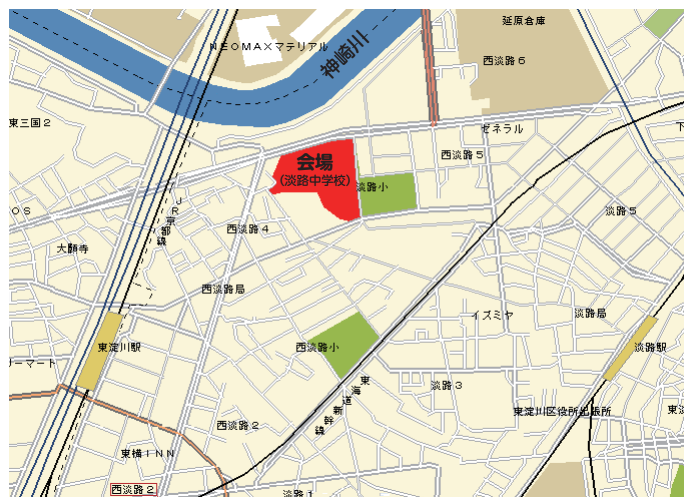 延原倉庫
NEOMAXマテリアル
神崎川
西淡路6
東三国2
ゼネラル
会場
(淡路中学校)
淡路小
西淡路5
下
OS
JR京都線
西淡路4
淡路5
大願寺
西淡路局
イズミヤ
淡路局
東淀川駅
西淡路小
淡路駅
リーマート
東海道新幹線
淡路3
東淀川区役所出張所
東淡
西淡路2
東横INN
西淡路2
淡路1